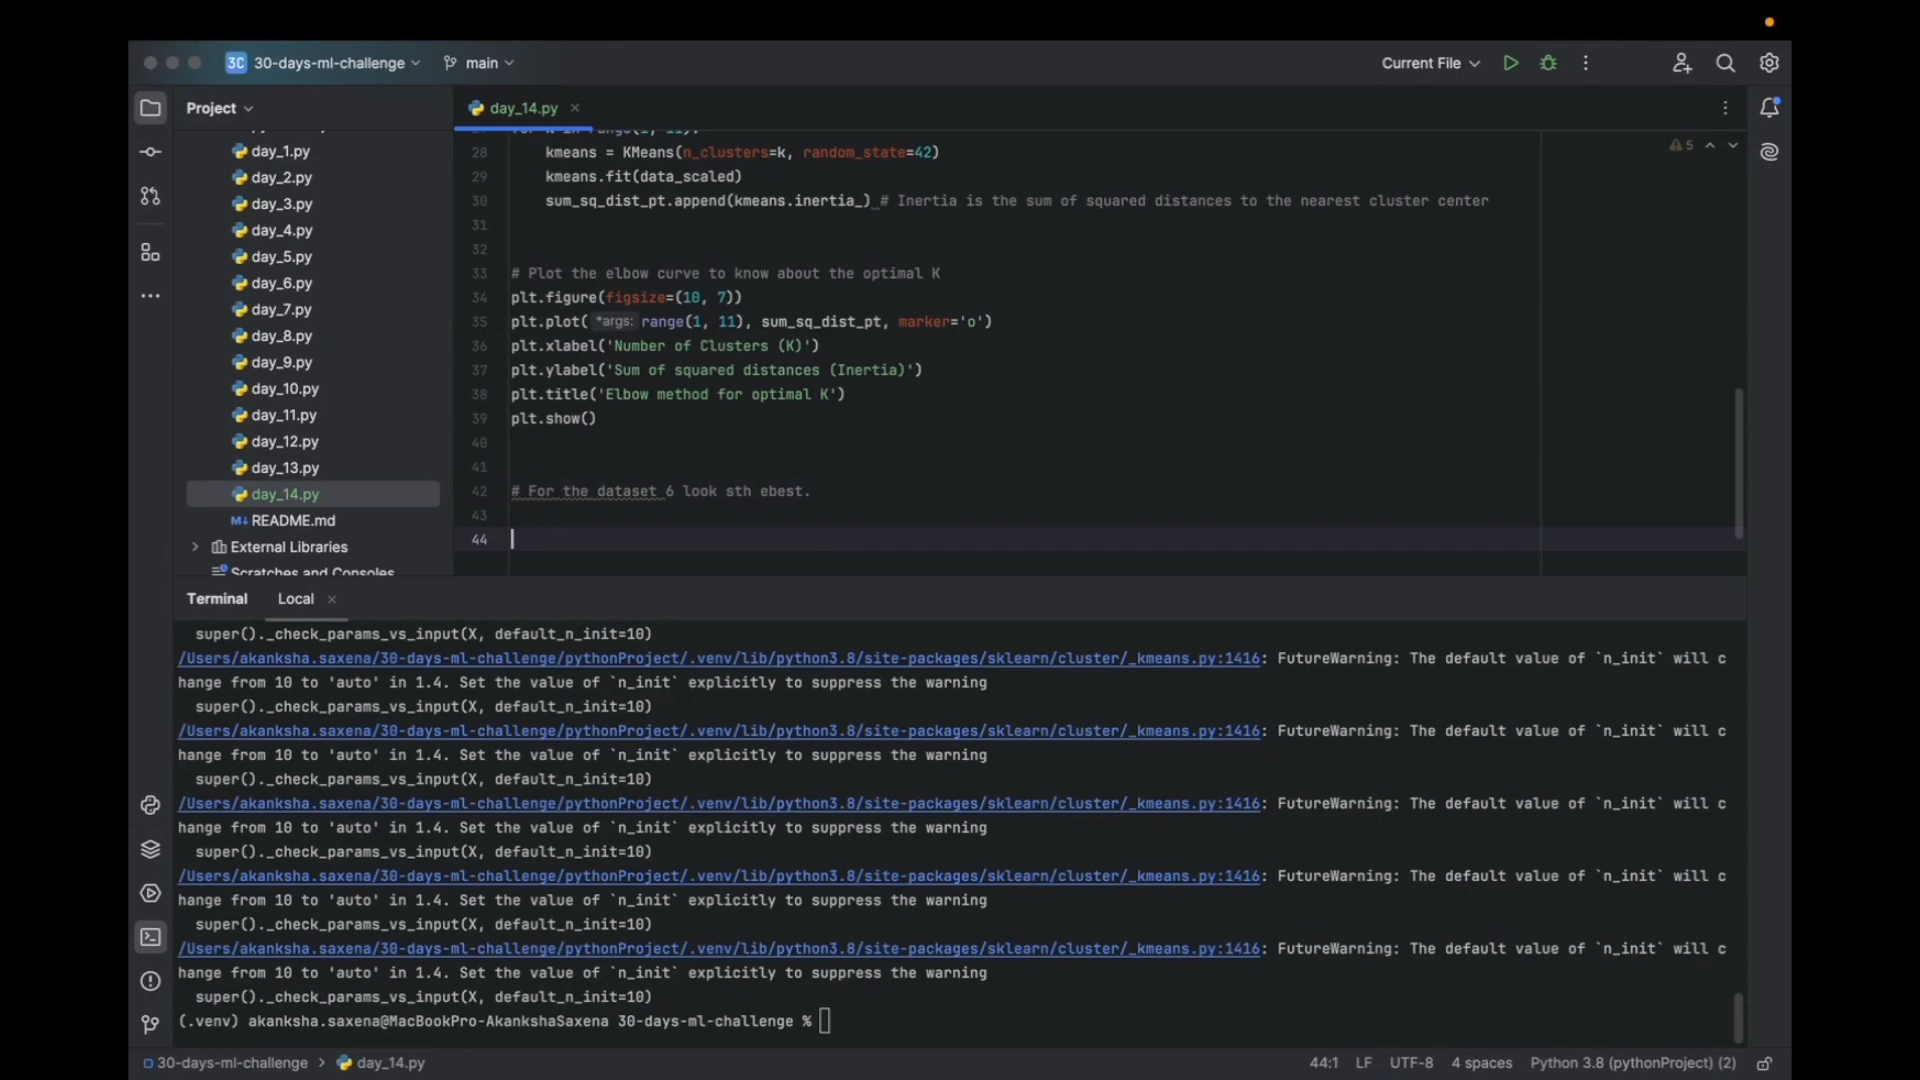 3C 30-days-ml-challenge main Current File
Project
day_14.py
day_1.py
day_2.py
day_3.py
day_4.py
day_5.py
day_6.py
day_7.py
day_8.py
day_9.py
day_10.py
day_11.py
day_12.py
day_13.py
day_14.py
README.md
External Libraries
Scratches and Consoles
5
28 kmeans = KMeans(n_clusters=k, random_state=42)
29 kmeans.fit(data_scaled)
30 sum_sq_dist_pt.append(kmeans.inertia_) # Inertia is the sum of squared distances to the nearest cluster center
31
32
33 # Plot the elbow curve to know about the optimal K
34 plt.figure(figsize=(10, 7))
35 plt.plot( *args: range(1, 11), sum_sq_dist_pt, marker='o')
36 plt.xlabel('Number of Clusters (K)')
37 plt.ylabel('Sum of squared distances (Inertia)')
38 plt.title('Elbow method for optimal K')
39 plt.show()
40
41
42 # For the dataset 6 look sth ebest.
43
44
Terminal Local
super()._check_params_vs_input(X, default_n_init=10)
/Users/akanksha.saxena/30-days-ml-challenge/pythonProject/.venv/lib/python3.8/site-packages/sklearn/cluster/_kmeans.py:1416: FutureWarning: The default value of `n_init` will c
hange from 10 to 'auto' in 1.4. Set the value of `n_init` explicitly to suppress the warning
super()._check_params_vs_input(X, default_n_init=10)
/Users/akanksha.saxena/30-days-ml-challenge/pythonProject/.venv/lib/python3.8/site-packages/sklearn/cluster/_kmeans.py:1416: FutureWarning: The default value of `n_init` will c
hange from 10 to 'auto' in 1.4. Set the value of `n_init` explicitly to suppress the warning
super()._check_params_vs_input(X, default_n_init=10)
/Users/akanksha.saxena/30-days-ml-challenge/pythonProject/.venv/lib/python3.8/site-packages/sklearn/cluster/_kmeans.py:1416: FutureWarning: The default value of `n_init` will c
hange from 10 to 'auto' in 1.4. Set the value of `n_init` explicitly to suppress the warning
super()._check_params_vs_input(X, default_n_init=10)
/Users/akanksha.saxena/30-days-ml-challenge/pythonProject/.venv/lib/python3.8/site-packages/sklearn/cluster/_kmeans.py:1416: FutureWarning: The default value of `n_init` will c
hange from 10 to 'auto' in 1.4. Set the value of `n_init` explicitly to suppress the warning
super()._check_params_vs_input(X, default_n_init=10)
/Users/akanksha.saxena/30-days-ml-challenge/pythonProject/.venv/lib/python3.8/site-packages/sklearn/cluster/_kmeans.py:1416: FutureWarning: The default value of `n_init` will c
hange from 10 to 'auto' in 1.4. Set the value of `n_init` explicitly to suppress the warning
super()._check_params_vs_input(X, default_n_init=10)
(.venv) akanksha.saxena@MacBookPro-AkankshaSaxena 30-days-ml-challenge %
30-days-ml-challenge > day_14.py 44:1 LF UTF-8 4 spaces Python 3.8 (pythonProject) (2)